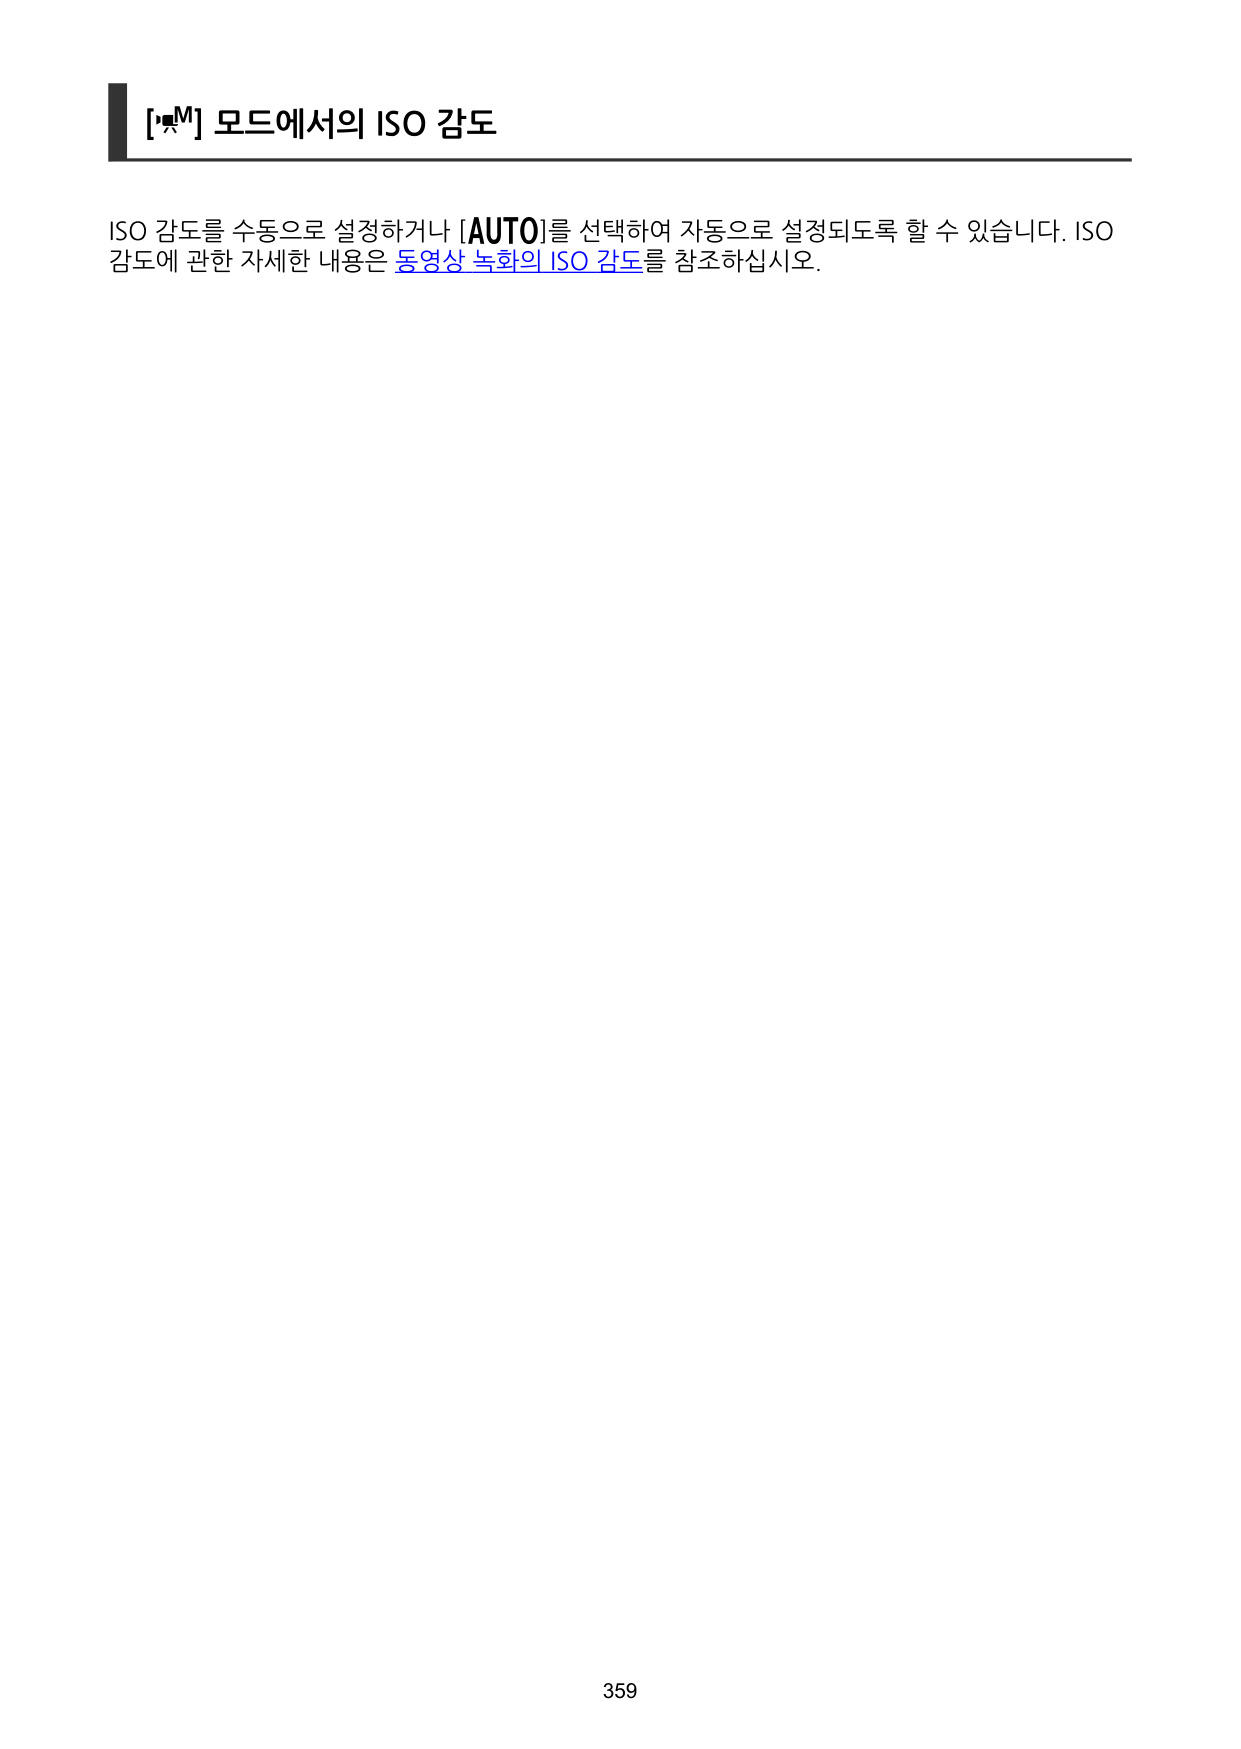 [M] 모드에서의 ISO 감도
ISO 감도를 수동으로 설정하거나 [AUTO]를 선택하여 자동으로 설정되도록 할 수 있습니다. ISO
감도에 관한 자세한 내용은 동영상 녹화의 ISO 감도를 참조하십시오.
359